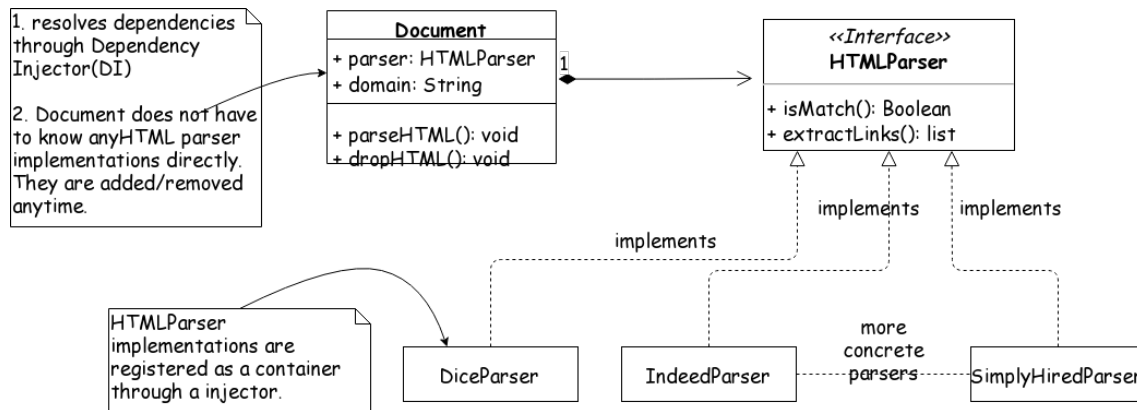 1. resolves dependencies
through Dependency
Injector(DI)
2. Document does not have
to know anyHTML parser
implementations directly.
They are added/removed
anytime.
Document
+ parser: HTMLParser
+ domain: String
+ parseHTML(): void
+ dropHTML(): void
1
<<Interface>>
HTMLParser
+ isMatch(): Boolean
+ extractLinks(): list
implements
implements
implements
HTMLParser
implementations are
registered as a container
through a injector.
DiceParser
IndeedParser
more
concrete
parsers
SimplyHiredParser